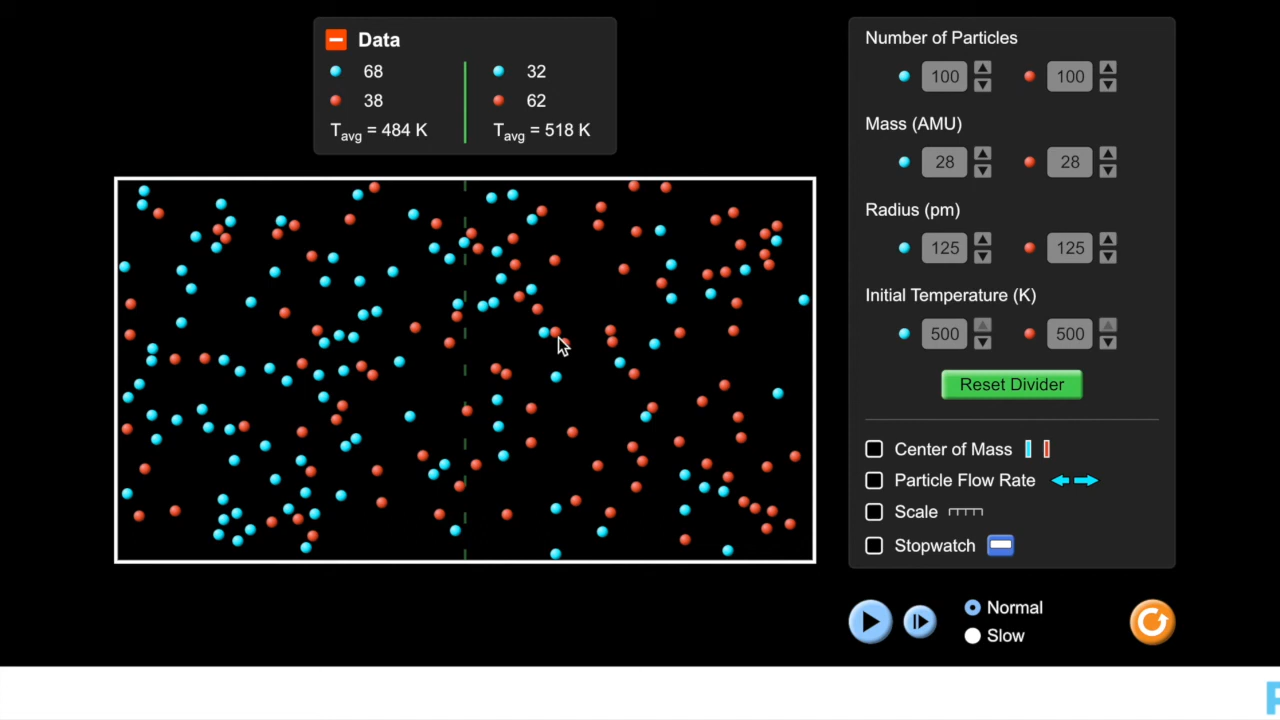 Data
68 32
38 62
Tavg = 484 K Tavg = 518 K
Number of Particles
100 100
Mass (AMU)
28 28
Radius (pm)
125 125
Initial Temperature (K)
500 500
Reset Divider
Center of Mass
Particle Flow Rate
Scale
Stopwatch
Normal
Slow